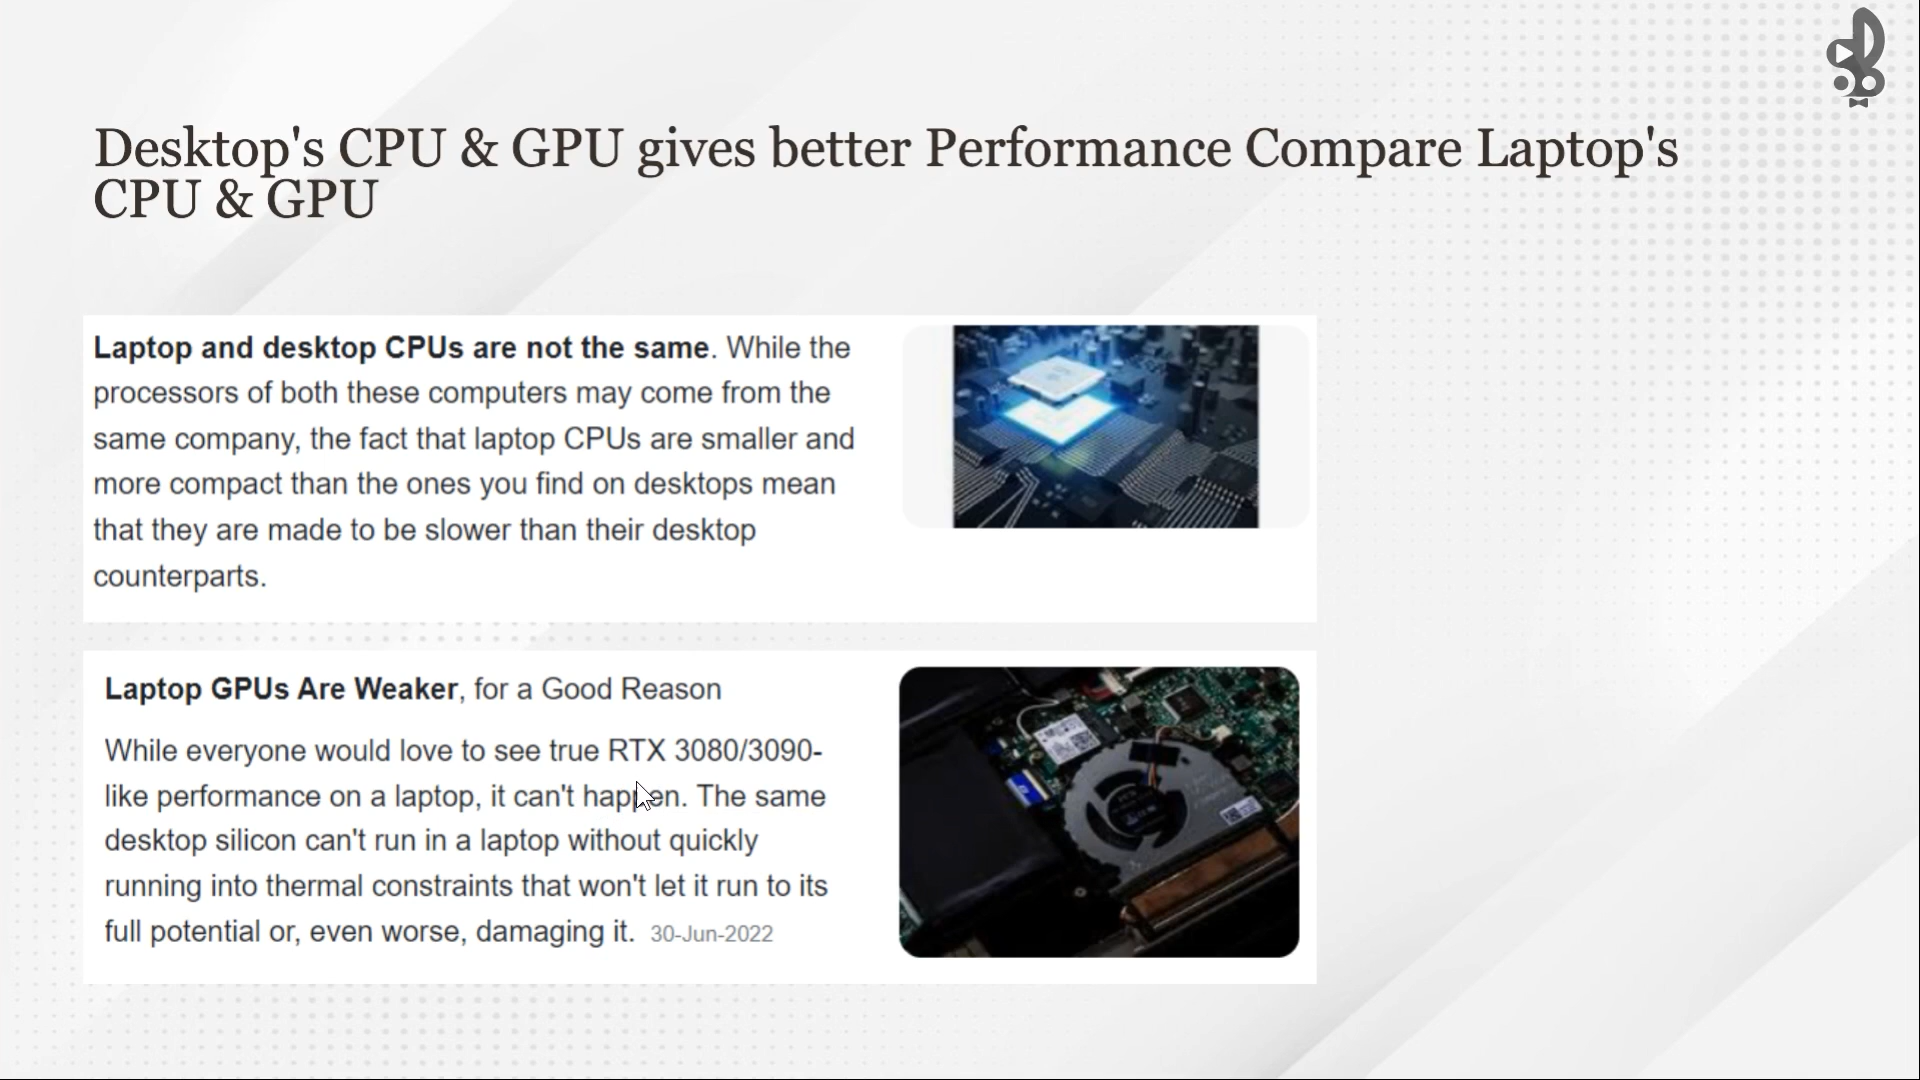 Desktop's CPU & GPU gives better Performance Compare Laptop's
CPU & GPU
Laptop and desktop CPUs are not the same. While the
processors of both these computers may come from the
same company, the fact that laptop CPUs are smaller and
more compact than the ones you find on desktops mean
that they are made to be slower than their desktop
counterparts.
Laptop GPUs Are Weaker, for a Good Reason
While everyone would love to see true RTX 3080/3090-
like performance on a laptop, it can't happen. The same
desktop silicon can't run in a laptop without quickly
running into thermal constraints that won't let it run to its
full potential or, even worse, damaging it. 30-Jun-2022